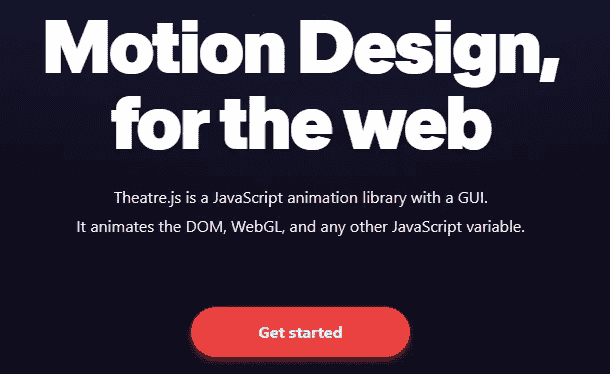 Motion Design,
for the web
Theatre.js is a JavaScript animation library with a GUI.
It animates the DOM, WebGL, and any other JavaScript variable.
Get started